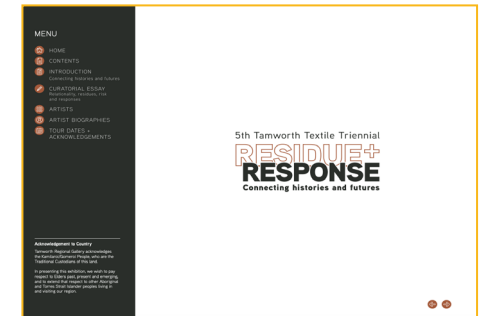 MENU
HOME
CONTENTS
INTRODUCTION
Connecting histories and futures
CURATORIAL ESSAY
Relationality, residues, risk
and responses
ARTISTS
ARTIST BIOGRAPHIES
TOUR DATES +
ACKNOWLEDGEMENTS
Acknowledgement to Country
Tamworth Regional Gallery acknowledges
the Kamilaroi/Gomeroi People, who are the
Traditional Custodians of this land.
In presenting this exhibition, we wish to pay
respect to Elders past, present and emerging,
and to extend that respect to other Aboriginal
and Torres Strait Islander peoples living in
and visiting our region.
5th Tamworth Textile Triennial
RESIDUE+
RESPONSE
Connecting histories and futures